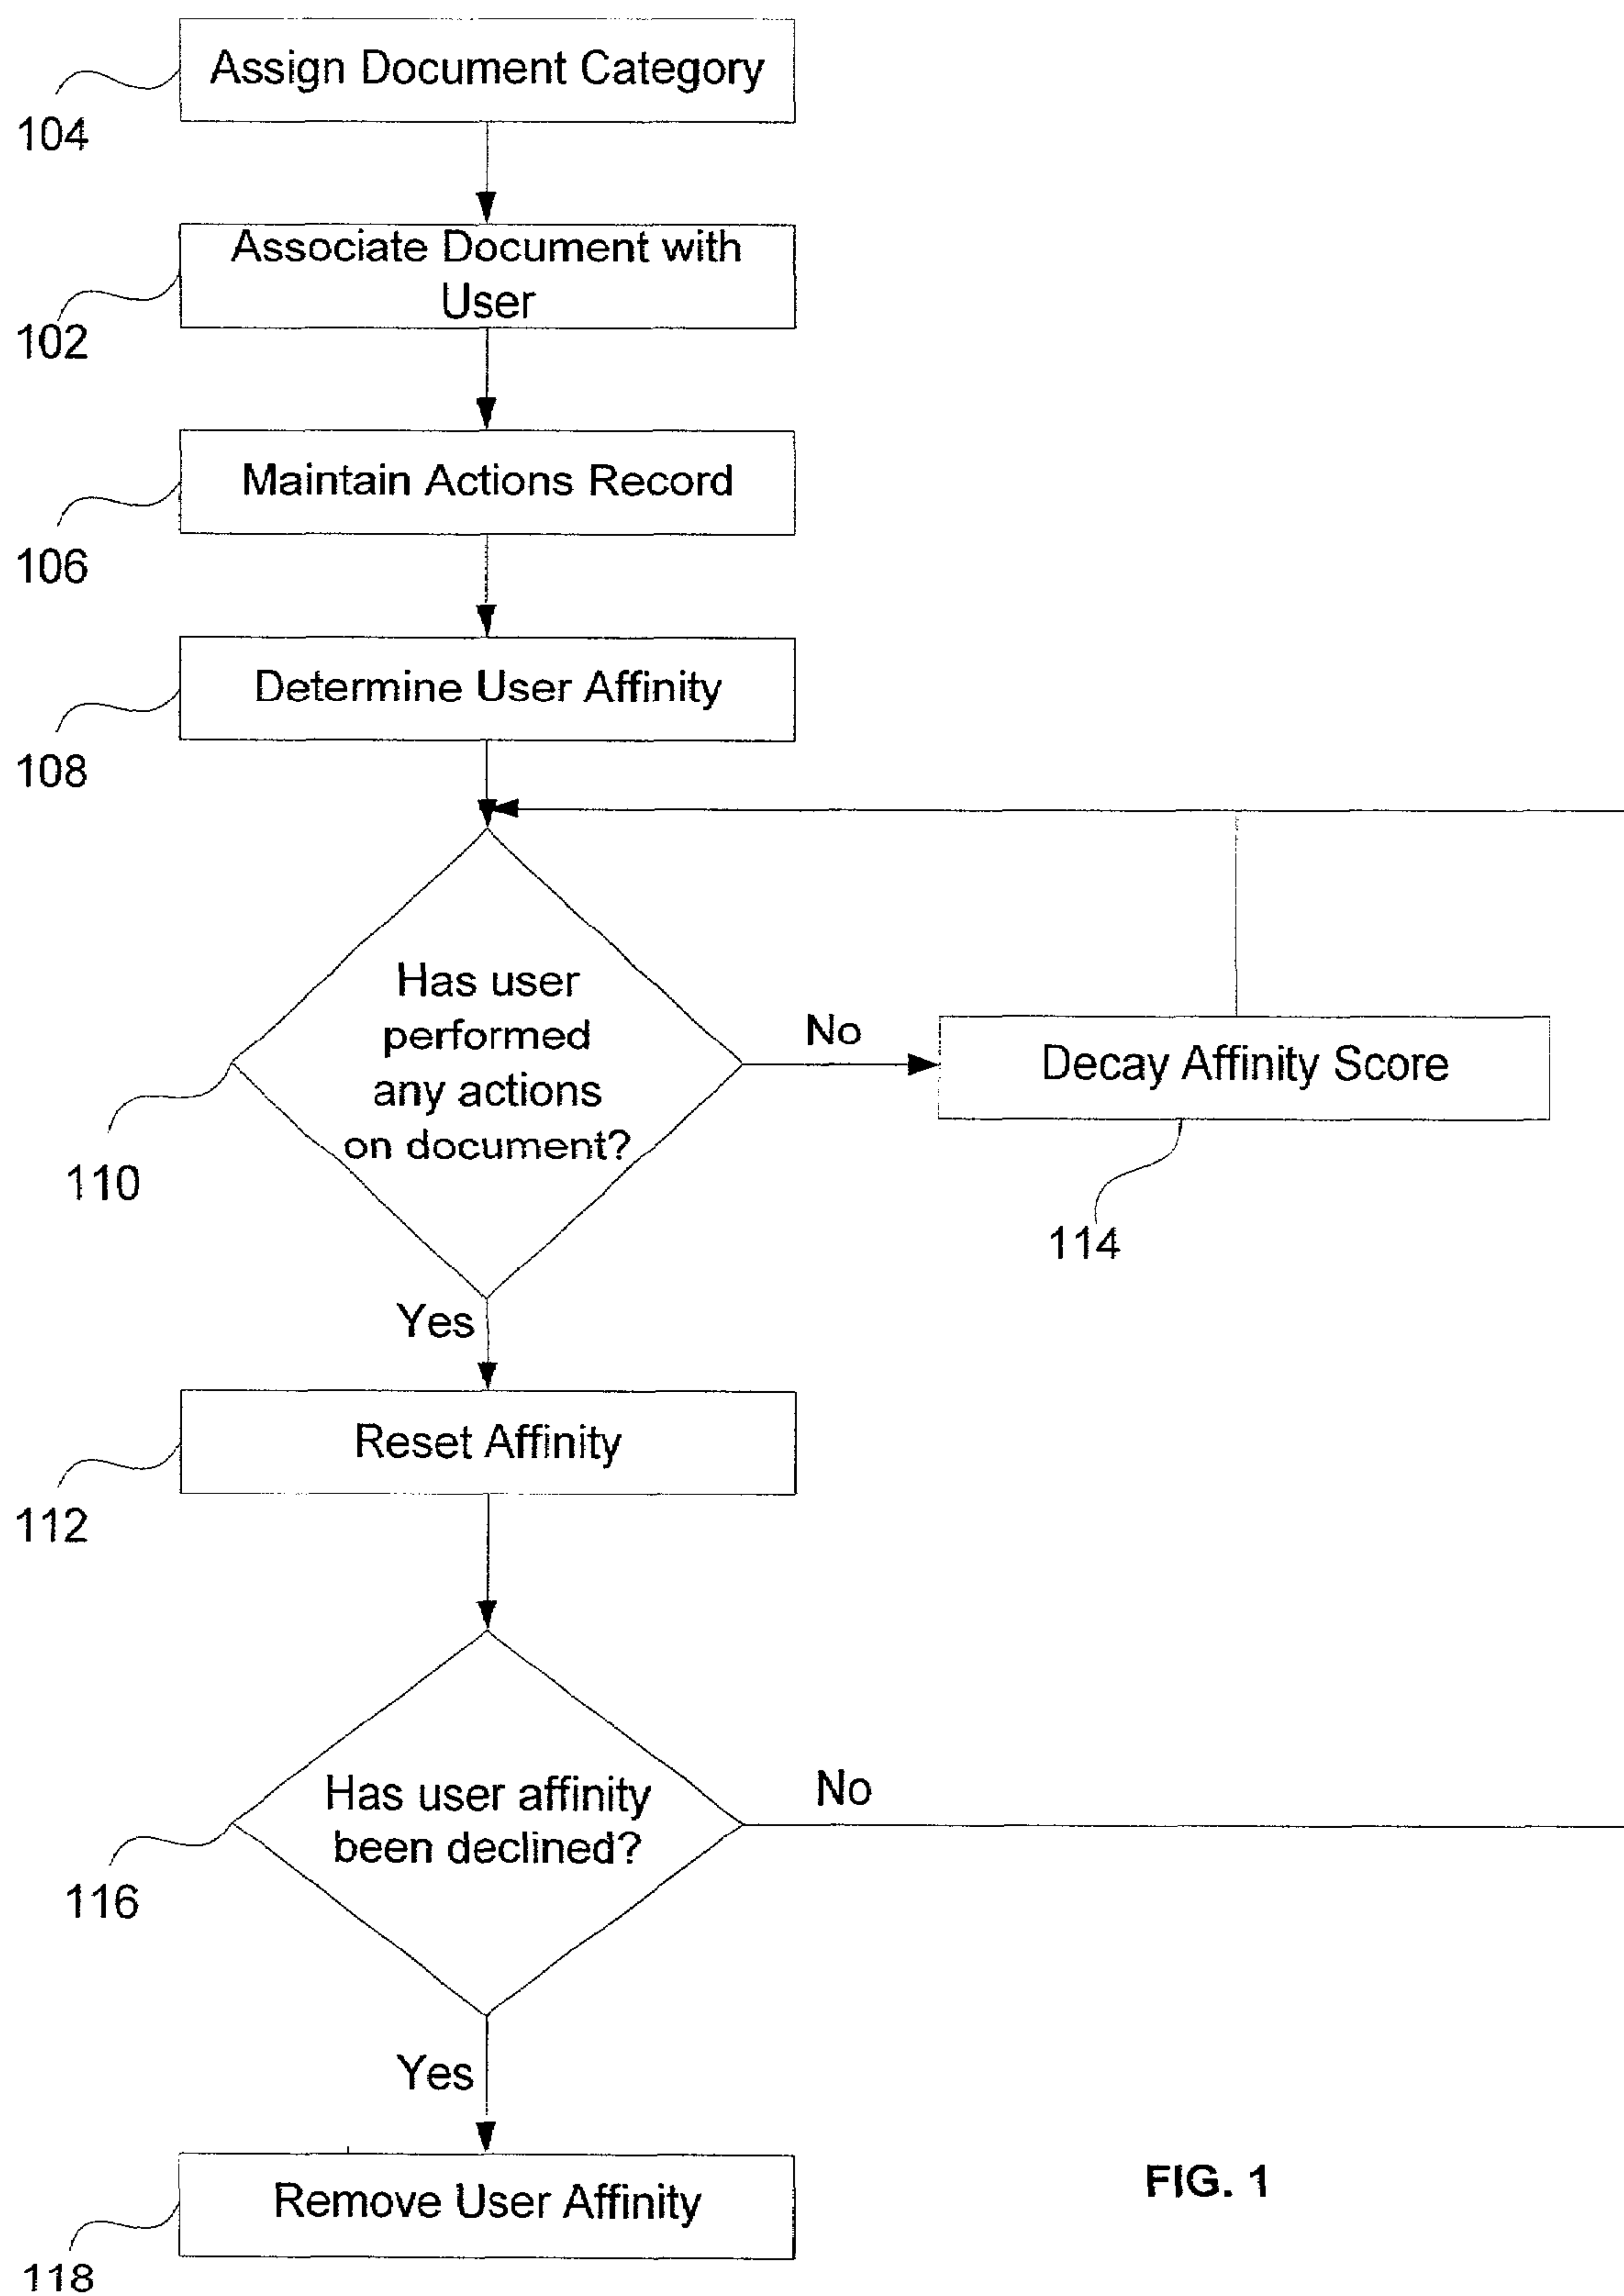 Assign Document Category
104
Associate Document with
User
102
Maintain Actions Record
106
Determine User Affinity
108
Has user
performed
any actions
on document?
No
Decay Affinity Score
110
114
Yes
Reset Affinity
112
Has user affinity
been declined?
No
116
Yes
Remove User Affinity
FIG. 1
118